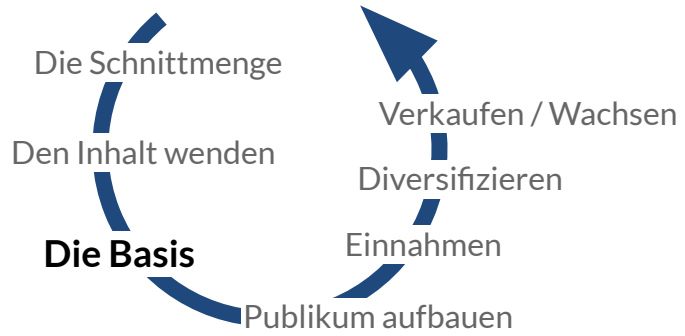 Die Schnittmenge
Den Inhalt wenden
Die Basis
Publikum aufbauen
Einnahmen
Diversifizieren
Verkaufen / Wachsen